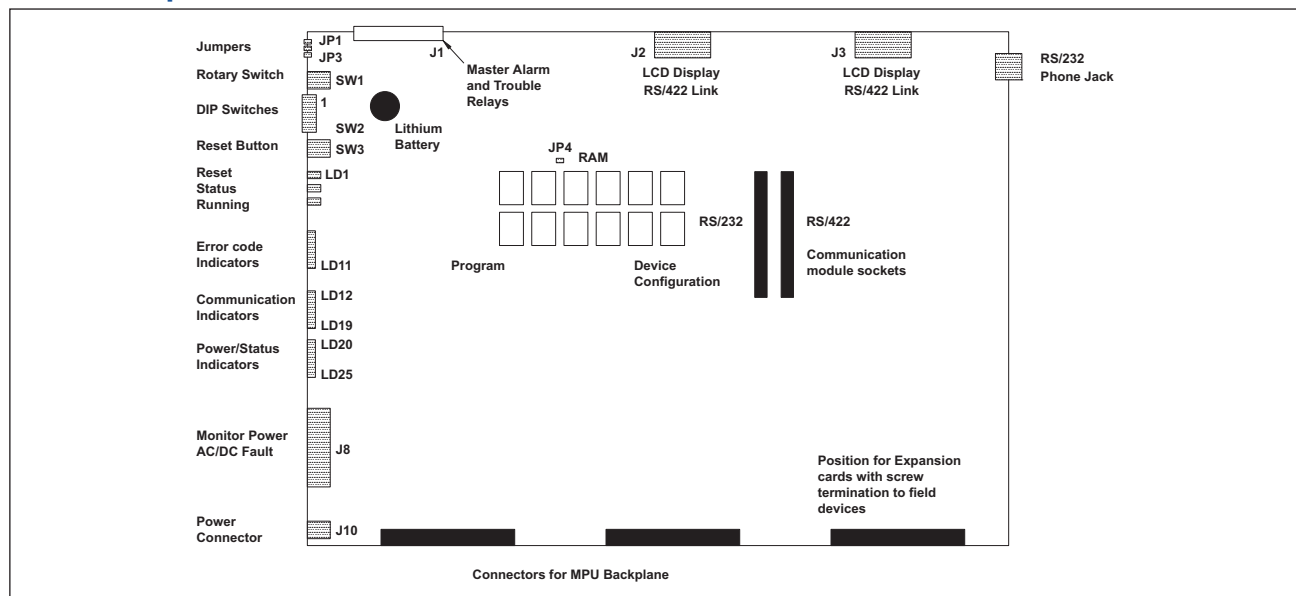 Jumpers
JP1
JP3
Rotary Switch
SW1
DIP Switches
1
SW2
Reset Button
SW3
Reset
Status
Running
LD1
Error code
Indicators
LD11
Communication
Indicators
LD12
LD19
Power/Status
Indicators
LD20
LD25
Monitor Power
AC/DC Fault
J8
Power
Connector
J10
J1
Master Alarm
and Trouble
Relays
Lithium
Battery
J2
LCD Display
RS/422 Link
J3
LCD Display
RS/422 Link
RS/232
Phone Jack
JP4
RAM
Program
Device
Configuration
RS/232
RS/422
Communication
module sockets
Position for Expansion
cards with screw
termination to field
devices
Connectors for MPU Backplane